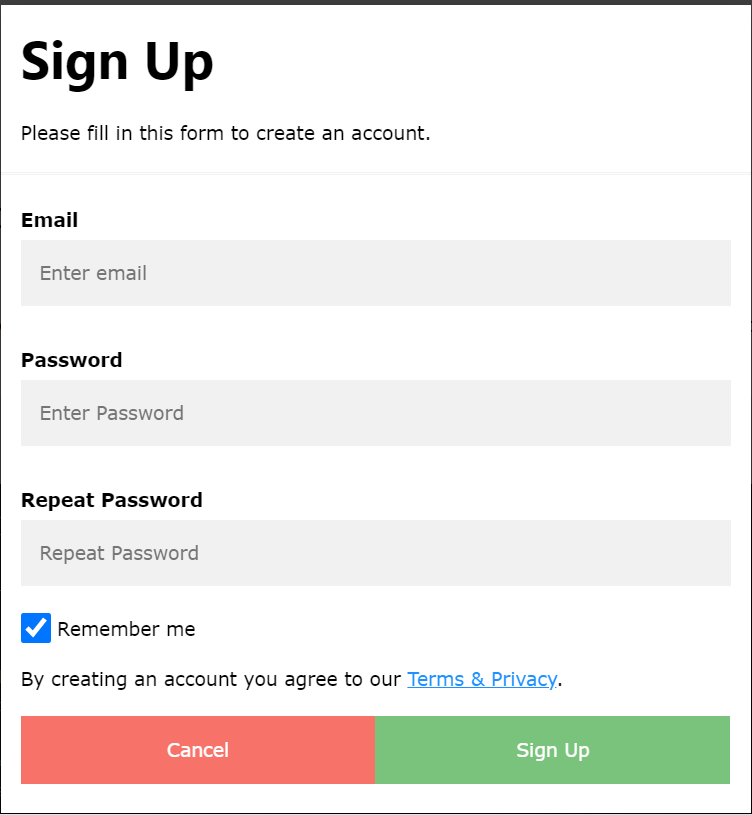 Sign Up
Please fill in this form to create an account.
Email
Enter email
Password
Enter Password
Repeat Password
Repeat Password
Remember me
By creating an account you agree to our Terms & Privacy.
Cancel Sign Up